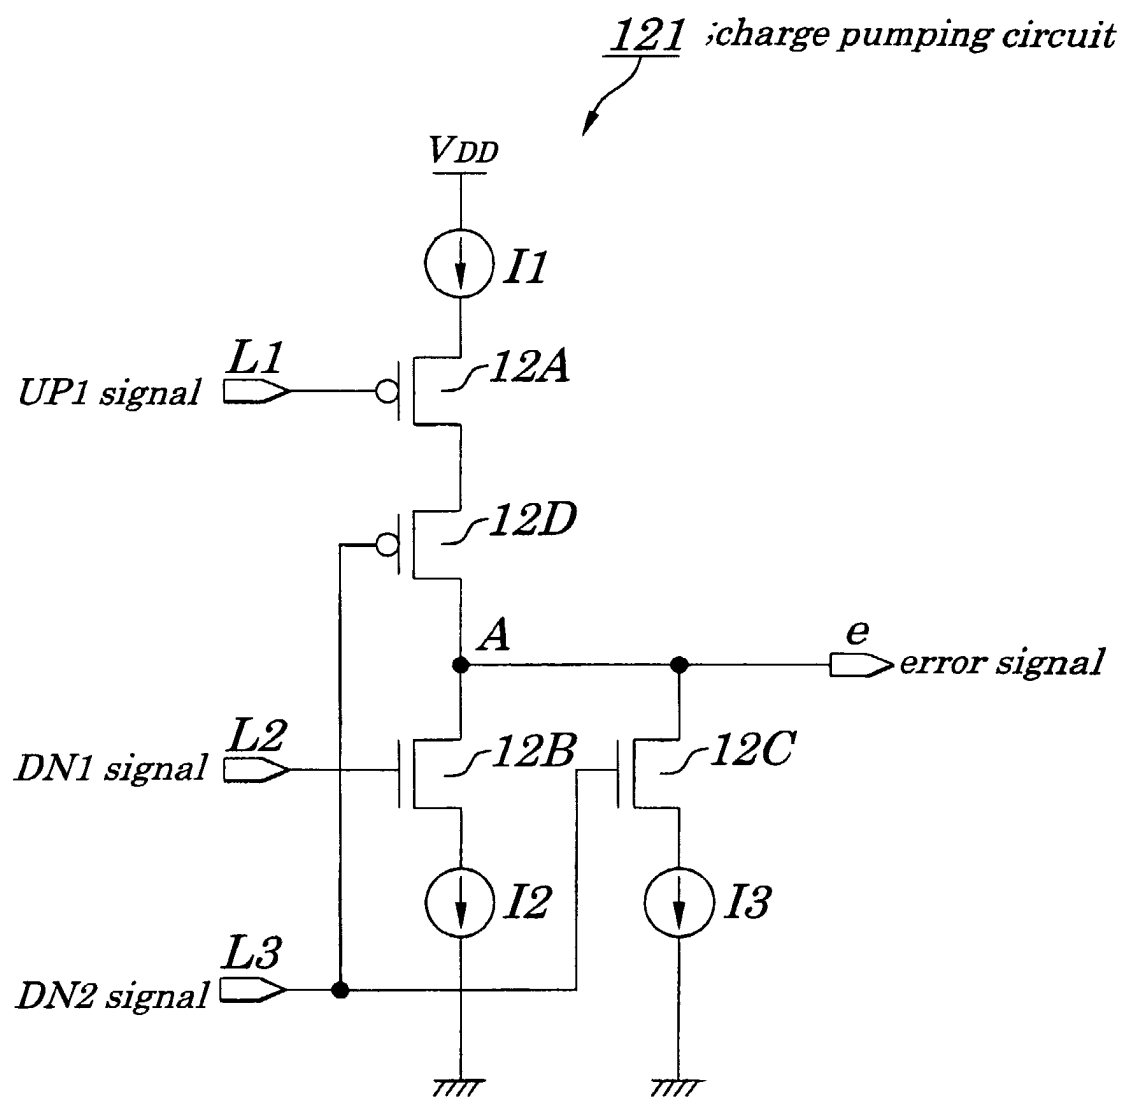 121 ;charge pumping circuit
VDD
I1
L1
UP1 signal
12A
12D
A
e
error signal
L2
DN1 signal
12B
12C
I2
I3
L3
DN2 signal